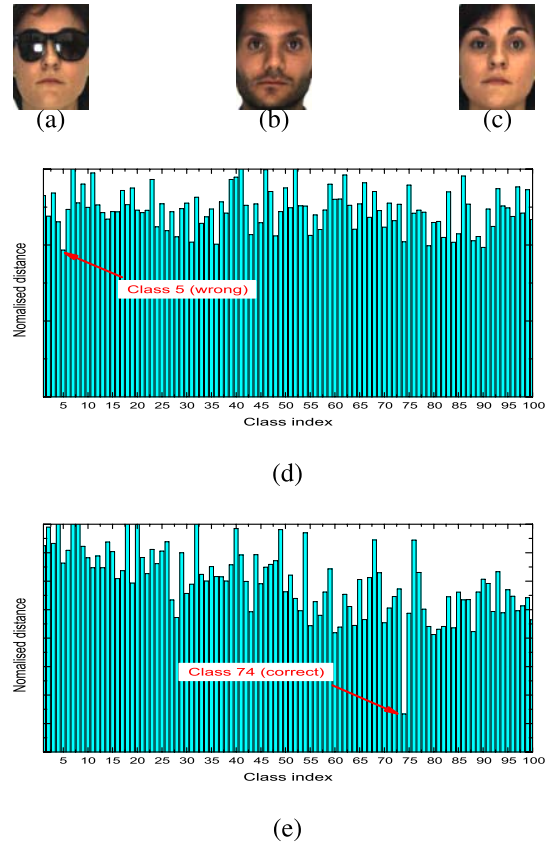 (a) (b) (c)
Nomalised distance
Class 5 (wrong)
5 10 15 20 25 30 35 40 45 50 55 60 65 70 75 80 85 90 95 100
Class index
(d)
Nomalised distance
Class 74 (correct)
5 10 15 20 25 30 35 40 45 50 55 60 65 70 75 80 85 90 95 100
Class index
(e)